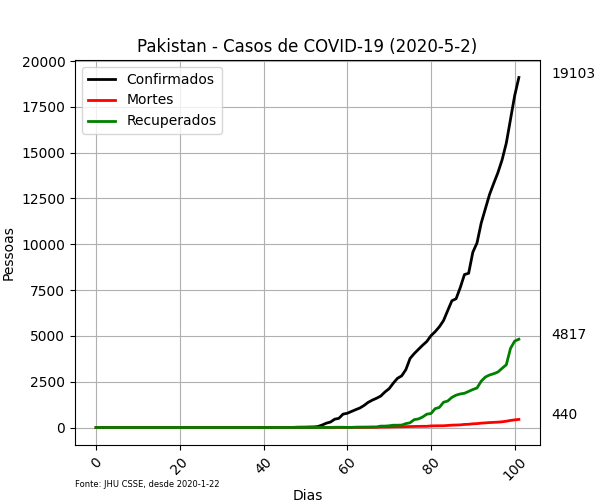 Pakistan - Casos de COVID-19 (2020-5-2)
Confirmados
Mortes
Recuperados
20000
17500
15000
12500
10000
7500
5000
2500
0
Pessoas
19103
4817
440
0
20
40
60
80
100
Fonte: JHU CSSE, desde 2020-1-22
Dias